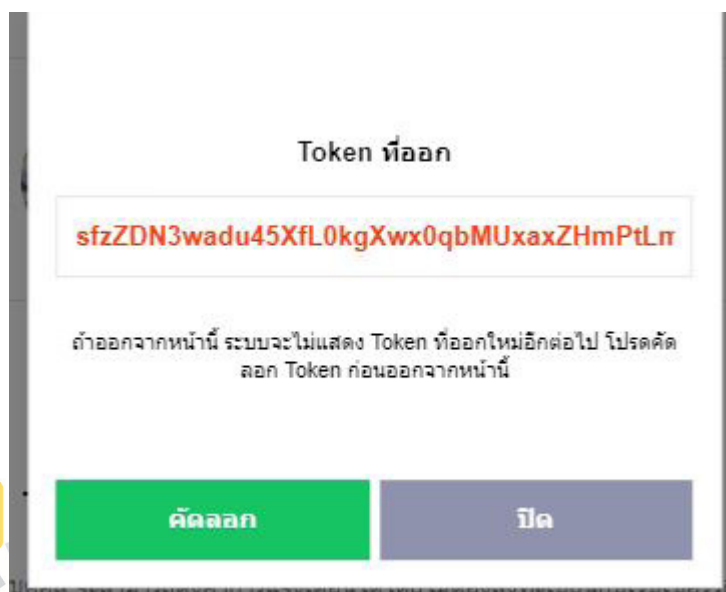 Token ที่ออก
sfzZDN3wadu45XfL0kgXwx0qbMUxaxZHmPtLm
ถ้าออกจากหน้านี้ ระบบจะไม่แสดง Token ที่ออกใหม่อีกต่อไป โปรดคัด
ลอก Token ก่อนออกจากหน้านี้
คัดลอก
ปิด